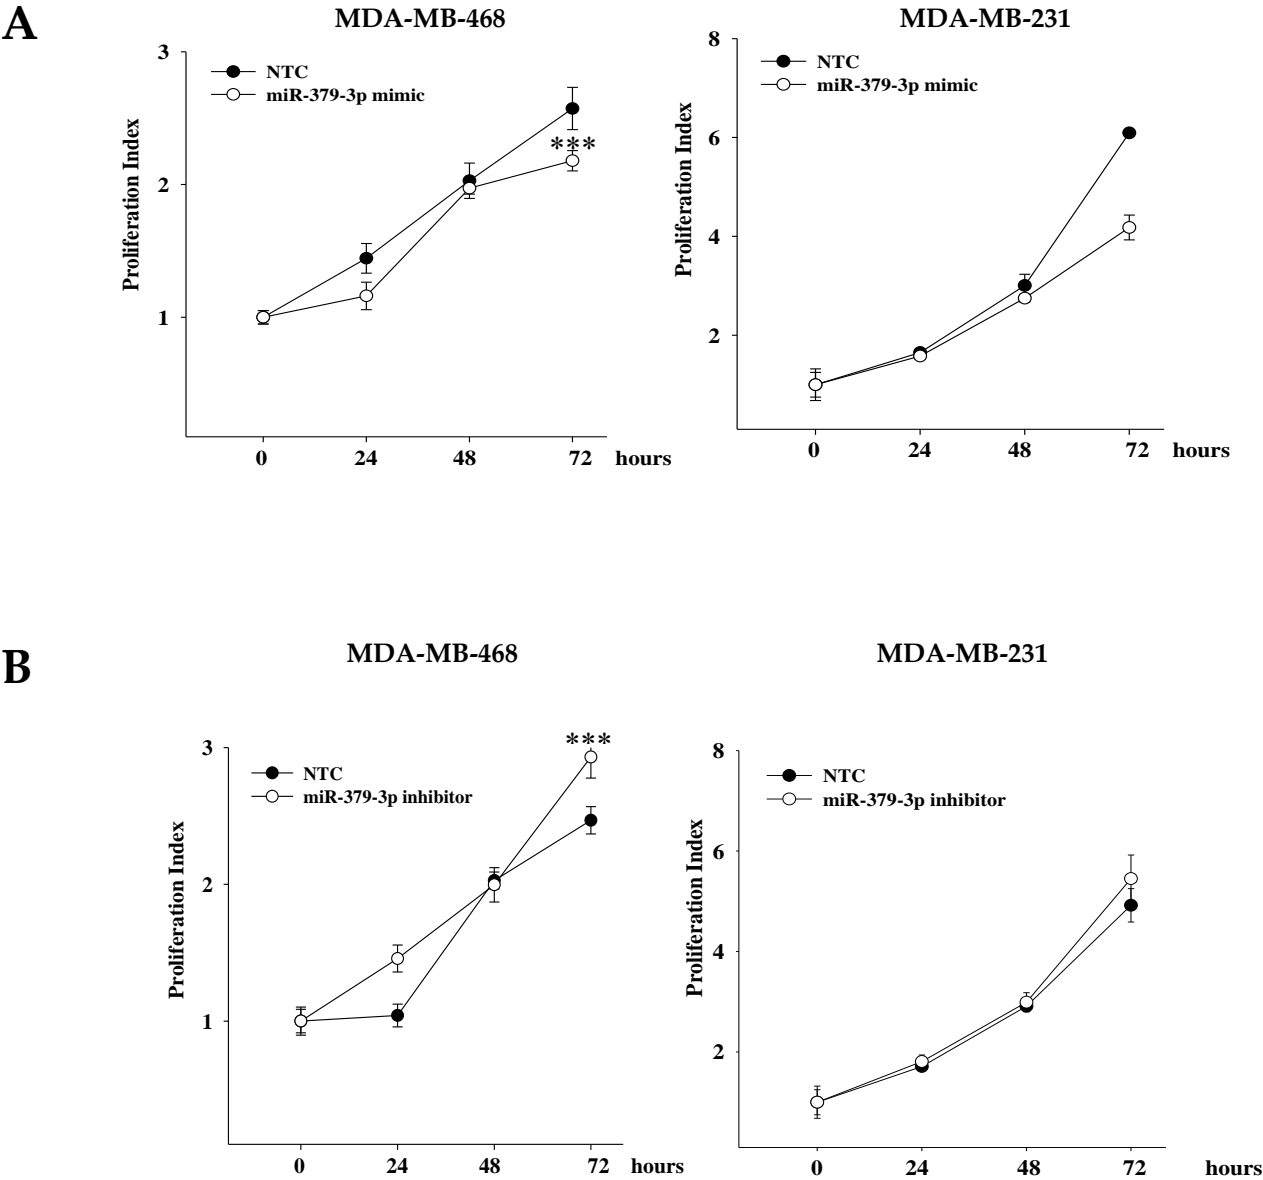 A
MDA-MB-468
MDA-MB-231
3
2
1
Proliferation Index
NTC
miR-379-3p mimic
***
0 24 48 72 hours
8
6
4
2
Proliferation Index
NTC
miR-379-3p mimic
0 24 48 72 hours
B
MDA-MB-468
MDA-MB-231
3
2
1
Proliferation Index
NTC
miR-379-3p inhibitor
***
0 24 48 72 hours
8
6
4
2
Proliferation Index
NTC
miR-379-3p inhibitor
0 24 48 72 hours